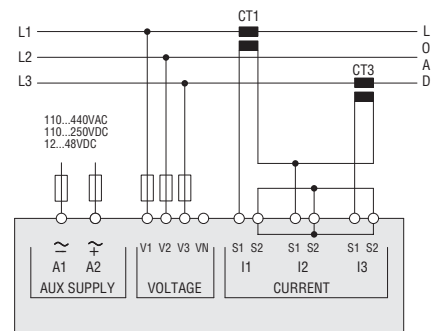 CT1
L1 L
L2 O
A
CT3
L3 D
110...440VAC
110...250VDC
12...48VDC
V1 V2 V3 VN S1 S2 S1 S2 S1 S2
A1 A2 I1 I2 I3
AUX SUPPLY VOLTAGE CURRENT